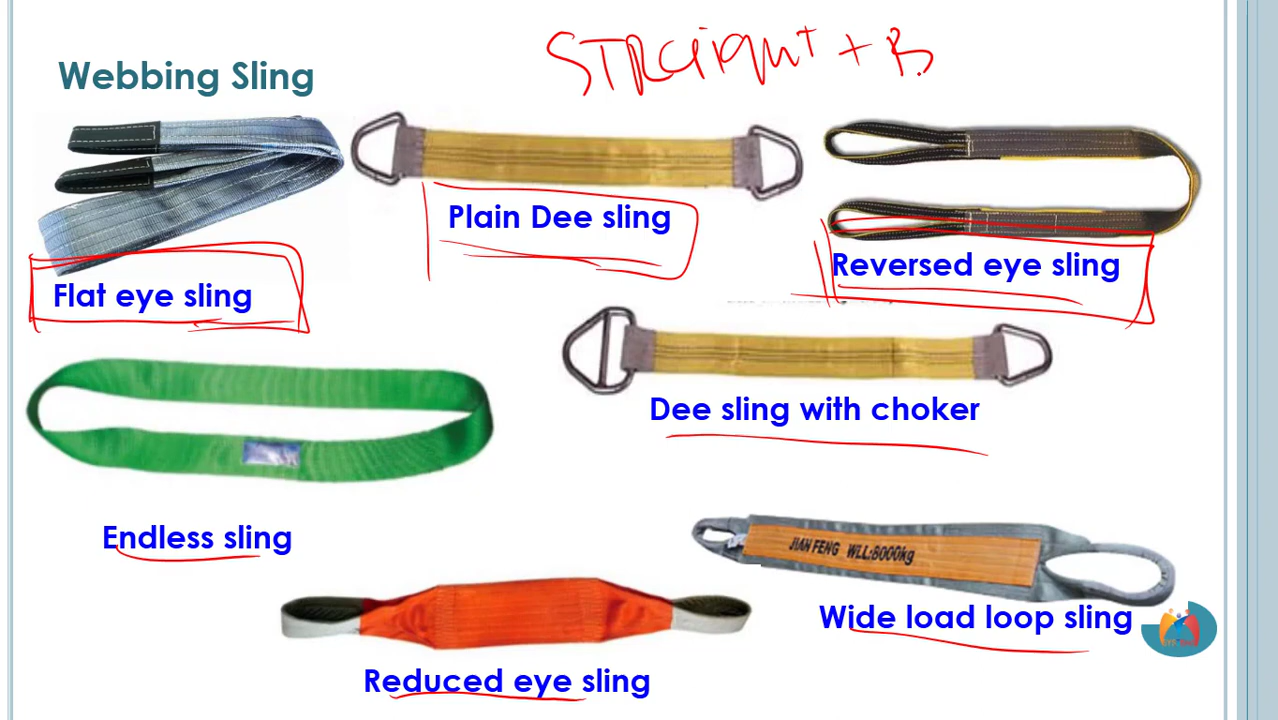 STRaight + B
Webbing Sling
Plain Dee sling
Reversed eye sling
Flat eye sling
Dee sling with choker
Endless sling
JIAN FENG WLL:8000kg
Wide load loop sling
Reduced eye sling